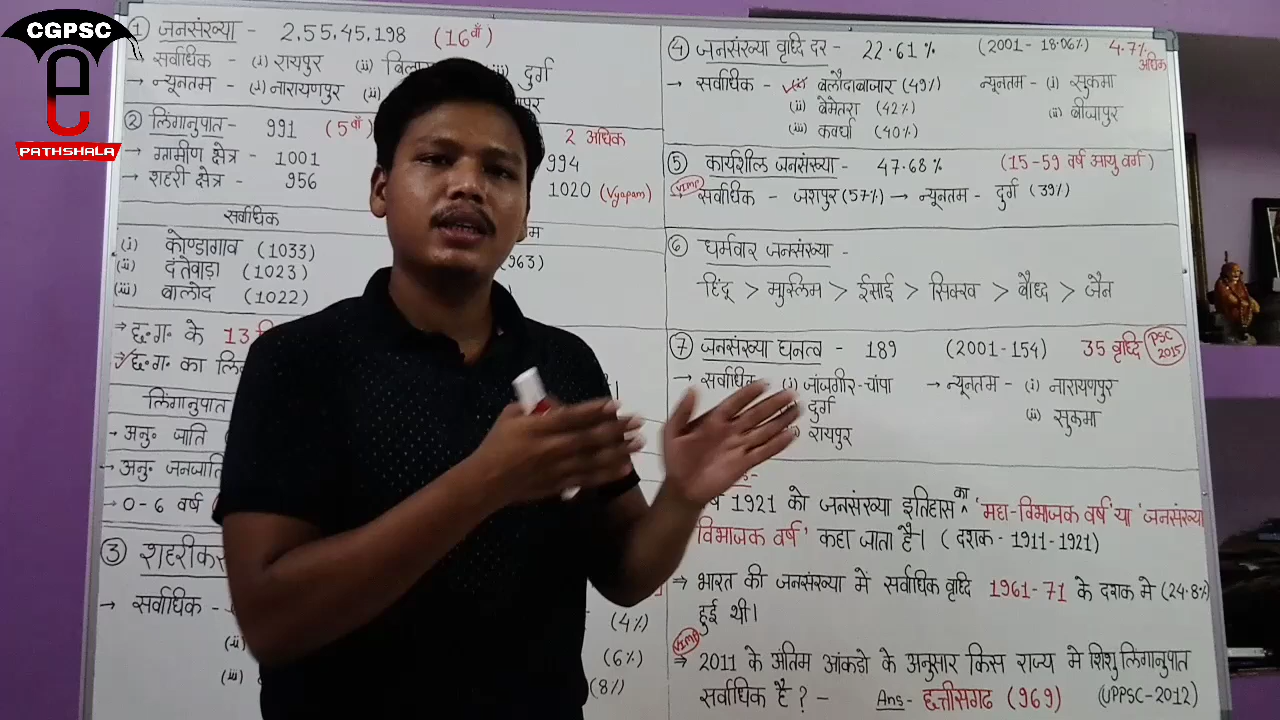 CGPSC
e
PATHSHALA
① जनसंख्या - 2,55,45,198 (16वाँ)
→ सर्वाधिक - (i) रायपुर (ii) (iii) दुर्ग
→ न्यूनतम - (i) नारायणपुर (ii)
② लिंगानुपात - 991 (5वाँ) 2 अधिक
→ ग्रामीण क्षेत्र - 1001 994
→ शहरी क्षेत्र - 956 1020 (Vyapam)
सर्वाधिक
(i) कोण्डागाव (1033) (963)
(ii) दंतेवाड़ा (1023)
(iii) बालोद (1022)
→ छ.ग. के 13
→ छ.ग. का
लिंगानुपात
→ अनु. जाति
→ अनु. जनजाति
→ 0-6 वर्ष
③
→ सर्वाधिक - (4%)
(ii) (6%)
(iii) (8%)
④ जनसंख्या वृध्दि दर - 22.61% (2001 - 18.06%) 4.7% अधिक
→ सर्वाधिक - (i) बलौदाबाजार (49%) न्यूनतम - (i) सुकमा
(ii) बेमेतरा (42%) (ii) बीजापुर
(iii) कवर्धा (40%)
⑤ कार्यशील जनसंख्या - 47.68% (15-59 वर्ष आयु वर्ग)
VIMP
→ सर्वाधिक - जशपुर (57%) → न्यूनतम - दुर्ग (39%)
⑥ धर्मवार जनसंख्या -
हिंदू > मुस्लिम > ईसाई > सिक्ख > बौध्द > जैन
⑦ जनसंख्या घनत्व - 189 (2001-154) 35 वृध्दि PSC 2015
→ सर्वाधिक (i) जांजगीर-चांपा → न्यूनतम - (i) नारायणपुर
दुर्ग (ii) सुकमा
रायपुर
1921 को जनसंख्या इतिहास का 'महा-विभाजक वर्ष' या 'जनसंख्या
विभाजक वर्ष' कहा जाता है। (दशक - 1911-1921)
⇒ भारत की जनसंख्या में सर्वाधिक वृध्दि 1961-71 के दशक मे (24.8%)
हुई थी।
VIMP
⇒ 2011 के अंतिम आंकडो के अनुसार किस राज्य मे शिशु लिंगानुपात
सर्वाधिक है? - Ans- छत्तीसगढ (969) (UPPSC-2012)